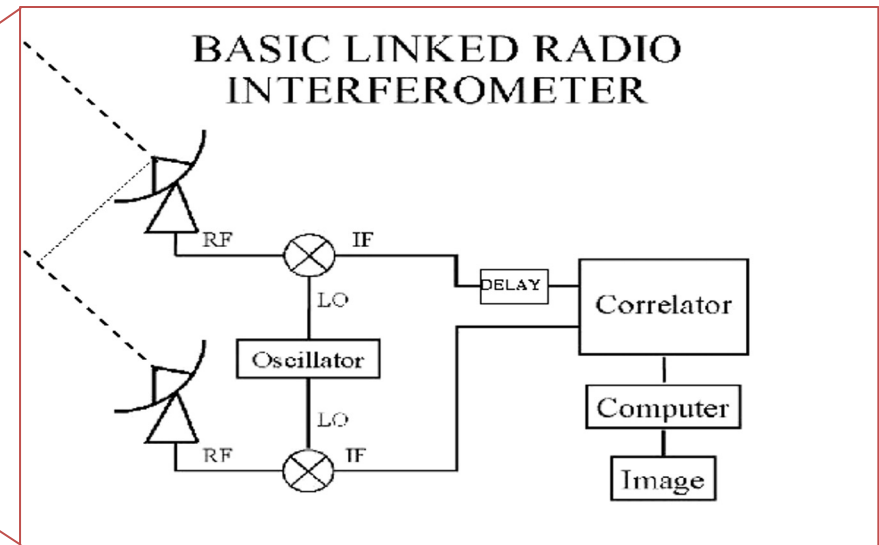 BASIC LINKED RADIO
INTERFEROMETER
RF
IF
DELAY
LO
Correlator
Oscillator
LO
Computer
RF
IF
Image